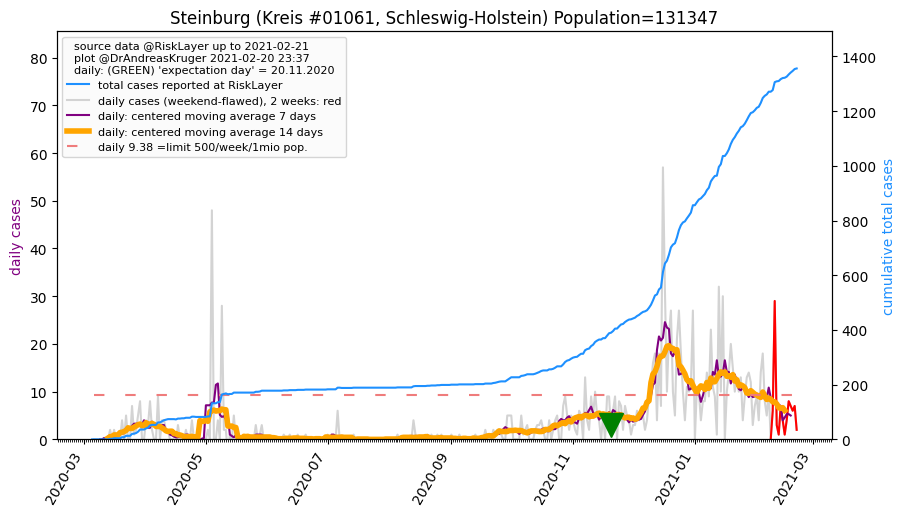 Steinburg (Kreis #01061, Schleswig-Holstein) Population=131347
source data @RiskLayer up to 2021-02-21
plot @DrAndreasKruger 2021-02-20 23:37
daily: (GREEN) 'expectation day' = 20.11.2020
total cases reported at RiskLayer
daily cases (weekend-flawed), 2 weeks: red
daily: centered moving average 7 days
daily: centered moving average 14 days
daily 9.38 =limit 500/week/1mio pop.
daily cases
80
70
60
50
40
30
20
10
0
1400
1200
1000
800
600
400
200
0
cumulative total cases
2020-03
2020-05
2020-07
2020-09
2020-11
2021-01
2021-03